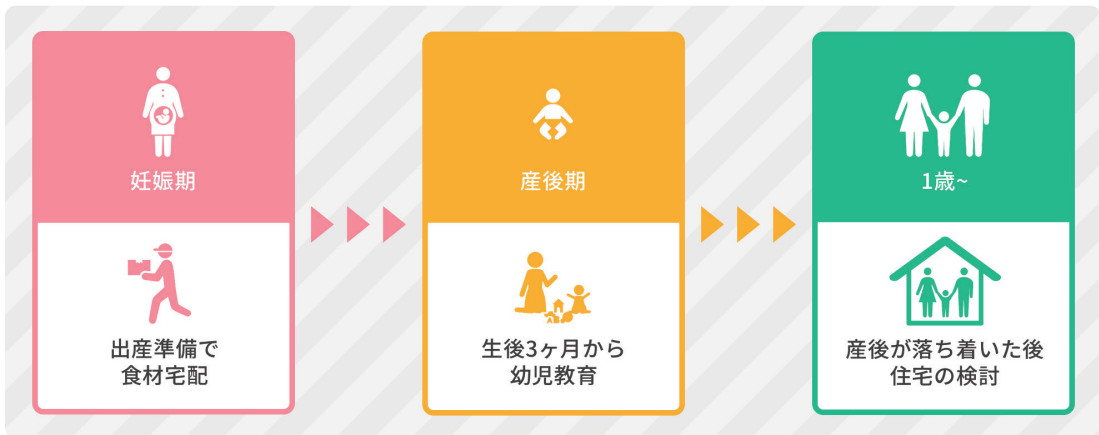 妊娠期
出産準備で
食材宅配
産後期
生後3ヶ月から
幼児教育
1歳~
産後が落ち着いた後
住宅の検討